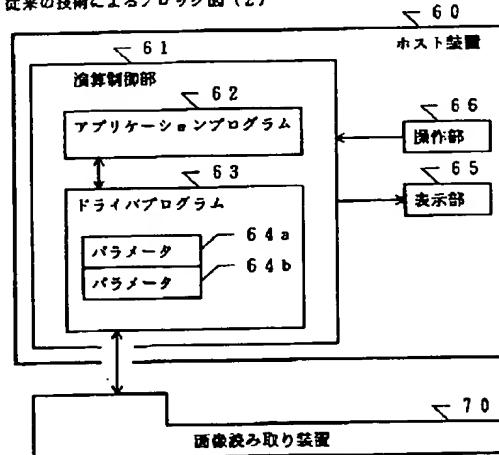 従来の技術によるブロック図(2)
60
ホスト装置
61
演算制御部
62
アプリケーションプログラム
66
操作部
63
65
ドライバプログラム
表示部
64a
パラメータ
64b
パラメータ
70
画像読み取り装置